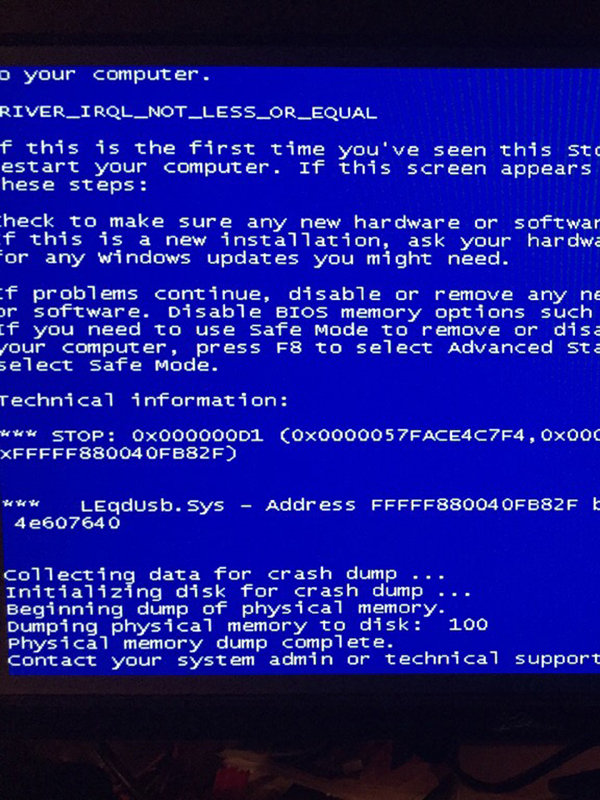 o your computer.
RIVER_IRQL_NOT_LESS_OR_EQUAL
f this is the first time you've seen this Sto
estart your computer. If this screen appears
hese steps:
Check to make sure any new hardware or softwar
If this is a new installation, ask your hardwa
for any Windows updates you might need.
If problems continue, disable or remove any ne
or software. Disable BIOS memory options such
If you need to use Safe Mode to remove or disa
your computer, press F8 to select Advanced Sta
select Safe Mode.
Technical information:
*** STOP: 0x000000D1 (0x0000057FACE4C7F4,0x000
xFFFFF880040FB82F)
*** LEqdUsb.Sys - Address FFFFF880040FB82F b
4e607640
Collecting data for crash dump ...
Initializing disk for crash dump ...
Beginning dump of physical memory.
Dumping physical memory to disk: 100
Physical memory dump complete.
Contact your system admin or technical support